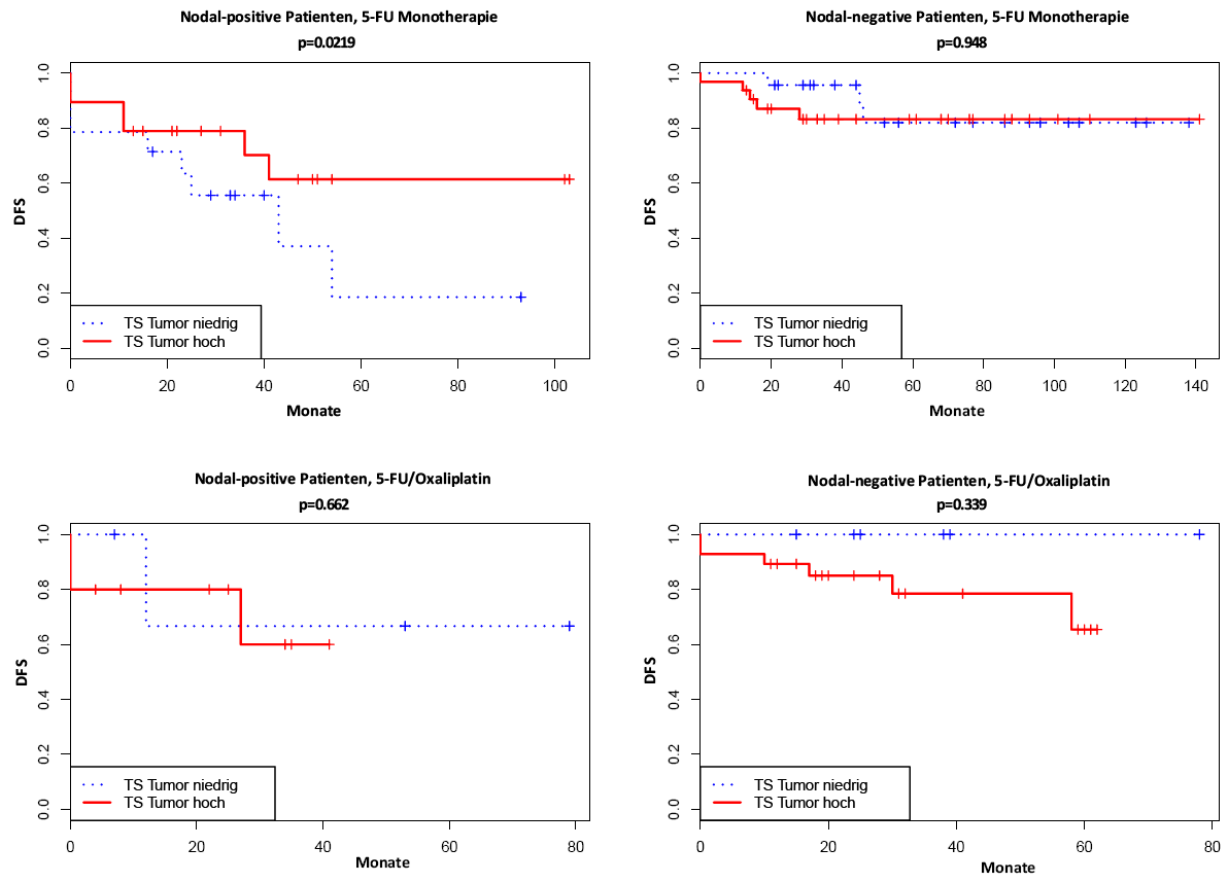 Nodal-positive Patienten, 5-FU Monotherapie
p=0.0219
DFS
1.0
0.8
0.6
0.4
0.2
0.0
TS Tumor niedrig
TS Tumor hoch
0 20 40 60 80 100
Monate
Nodal-negative Patienten, 5-FU Monotherapie
p=0.948
DFS
1.0
0.8
0.6
0.4
0.2
0.0
TS Tumor niedrig
TS Tumor hoch
0 20 40 60 80 100 120 140
Monate
Nodal-positive Patienten, 5-FU/Oxaliplatin
p=0.662
DFS
1.0
0.8
0.6
0.4
0.2
0.0
TS Tumor niedrig
TS Tumor hoch
0 20 40 60 80
Monate
Nodal-negative Patienten, 5-FU/Oxaliplatin
p=0.339
DFS
1.0
0.8
0.6
0.4
0.2
0.0
TS Tumor niedrig
TS Tumor hoch
0 20 40 60 80
Monate